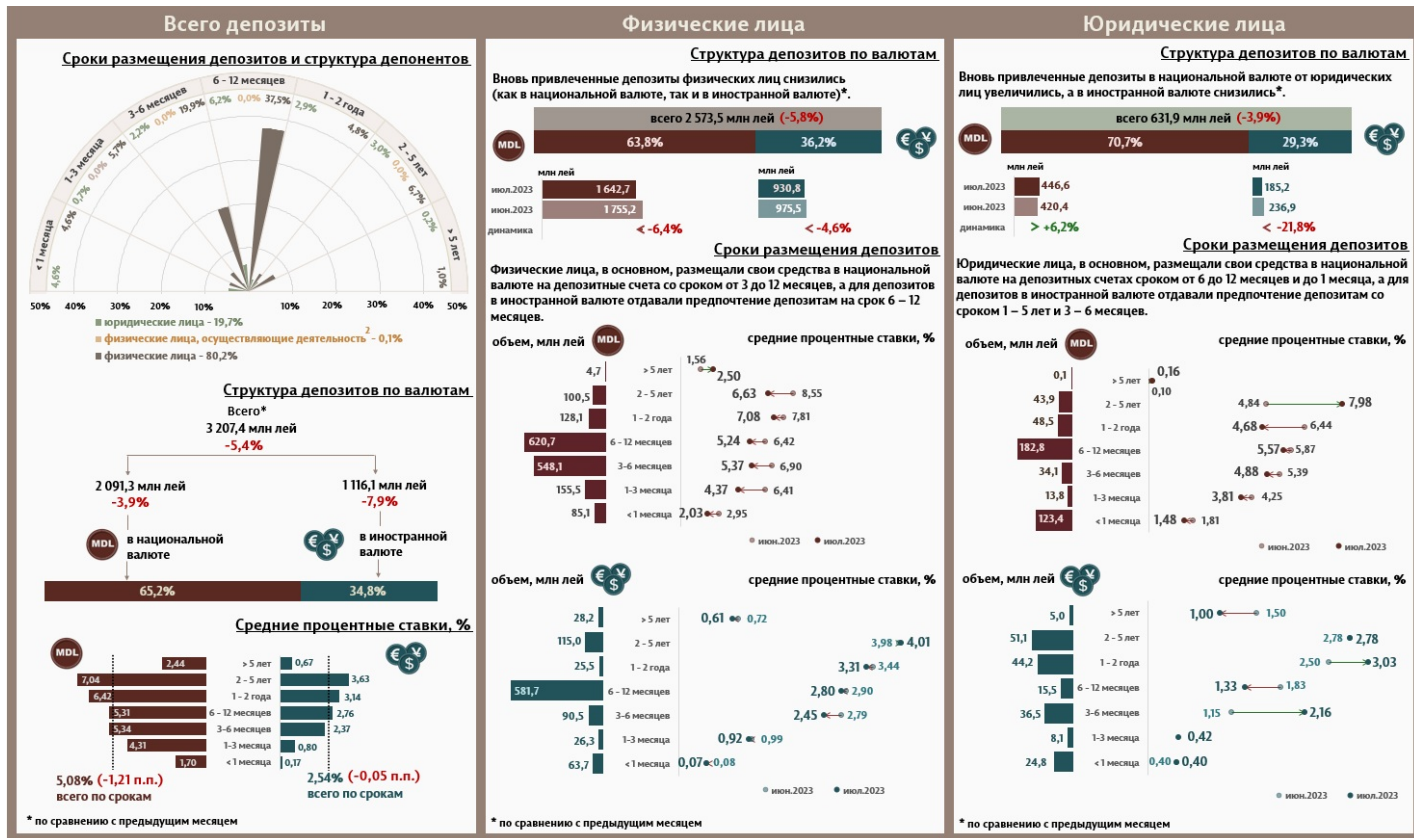 Всего депозиты
Сроки размещения депозитов и структура депонентов
< 1 месяца
1-3 месяца
3-6 месяцев
6 - 12 месяцев
1 - 2 года
2 - 5 лет
> 5 лет
4,6%
4,6%
0,7%
0,0%
5,7%
2,2%
0,0%
19,9%
6,2%
0,0%
37,5%
2,9%
4,8%
3,0%
0,0%
6,7%
0,2%
1,0%
50% 40% 30% 20% 10% 10% 20% 30% 40% 50%
юридические лица - 19,7%
физические лица, осуществляющие деятельность2 - 0,1%
физические лица - 80,2%
Структура депозитов по валютам
Всего*
3 207,4 млн лей
-5,4%
2 091,3 млн лей
-3,9%
1 116,1 млн лей
-7,9%
MDL
в национальной
валюте
€ ¥ $
в иностранной
валюте
65,2% 34,8%
Средние процентные ставки, %
MDL
€ ¥ $
2,44 > 5 лет 0,67
7,04 2 - 5 лет 3,63
6,42 1 - 2 года 3,14
5,31 6 - 12 месяцев 2,76
5,34 3-6 месяцев 2,37
4,31 1-3 месяца 0,80
1,70 < 1 месяца 0,17
5,08% (-1,21 п.п.)
всего по срокам
2,54% (-0,05 п.п.)
всего по срокам
* по сравнению с предыдущим месяцем
Физические лица
Структура депозитов по валютам
Вновь привлеченные депозиты физических лиц снизились
(как в национальной валюте, так и в иностранной валюте)*.
всего 2 573,5 млн лей (-5,8%)
MDL 63,8% 36,2% € ¥ $
млн лей млн лей
июл.2023 1 642,7 930,8
июн.2023 1 755,2 975,5
динамика < -6,4% < -4,6%
Сроки размещения депозитов
Физические лица, в основном, размещали свои средства в национальной
валюте на депозитные счета со сроком от 3 до 12 месяцев, а для депозитов
в иностранной валюте отдавали предпочтение депозитам на срок 6 – 12
месяцев.
объем, млн лей MDL средние процентные ставки, %
4,7 > 5 лет 1,56 2,50
100,5 2 - 5 лет 6,63 8,55
128,1 1 - 2 года 7,08 7,81
620,7 6 - 12 месяцев 5,24 6,42
548,1 3-6 месяцев 5,37 6,90
155,5 1-3 месяца 4,37 6,41
85,1 < 1 месяца 2,03 2,95
июн.2023 июл.2023
объем, млн лей € ¥ $ средние процентные ставки, %
28,2 > 5 лет 0,61 0,72
115,0 2 - 5 лет 3,98 4,01
25,5 1 - 2 года 3,31 3,44
581,7 6 - 12 месяцев 2,80 2,90
90,5 3-6 месяцев 2,45 2,79
26,3 1-3 месяца 0,92 0,99
63,7 < 1 месяца 0,07 0,08
июн.2023 июл.2023
* по сравнению с предыдущим месяцем
Юридические лица
Структура депозитов по валютам
Вновь привлеченные депозиты в национальной валюте от юридических
лиц увеличились, а в иностранной валюте снизились*.
всего 631,9 млн лей (-3,9%)
MDL 70,7% 29,3% € ¥ $
млн лей млн лей
июл.2023 446,6 185,2
июн.2023 420,4 236,9
динамика > +6,2% < -21,8%
Сроки размещения депозитов
Юридические лица, в основном, размещали свои средства в национальной
валюте на депозитных счетах сроком от 6 до 12 месяцев и до 1 месяца, а для
депозитов в иностранной валюте отдавали предпочтение депозитам со
сроком 1 – 5 лет и 3 – 6 месяцев.
объем, млн лей MDL средние процентные ставки, %
0,1 > 5 лет 0,16 0,10
43,9 2 - 5 лет 4,84 7,98
48,5 1 - 2 года 4,68 6,44
182,8 6 - 12 месяцев 5,57 5,87
34,1 3-6 месяцев 4,88 5,39
13,8 1-3 месяца 3,81 4,25
123,4 < 1 месяца 1,48 1,81
июн.2023 июл.2023
объем, млн лей € ¥ $ средние процентные ставки, %
5,0 > 5 лет 1,00 1,50
51,1 2 - 5 лет 2,78 2,78
44,2 1 - 2 года 2,50 3,03
15,5 6 - 12 месяцев 1,33 1,83
36,5 3-6 месяцев 1,15 2,16
8,1 1-3 месяца 0,42
24,8 < 1 месяца 0,40 0,40
июн.2023 июл.2023
* по сравнению с предыдущим месяцем